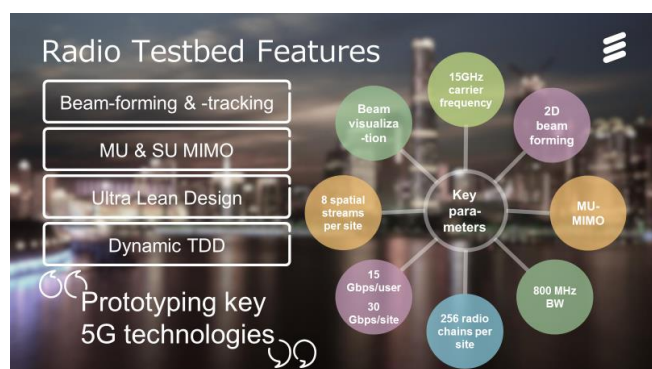 Radio Testbed Features
Beam-forming & -tracking
MU & SU MIMO
Ultra Lean Design
Dynamic TDD
“Prototyping key
5G technologies”
15GHz
carrier
frequency
2D
beam
forming
MU-
MIMO
800 MHz
BW
256 radio
chains per
site
15
Gbps/user
30
Gbps/site
8 spatial
streams
per site
Beam
visualiza
-tion
Key
para-
meters